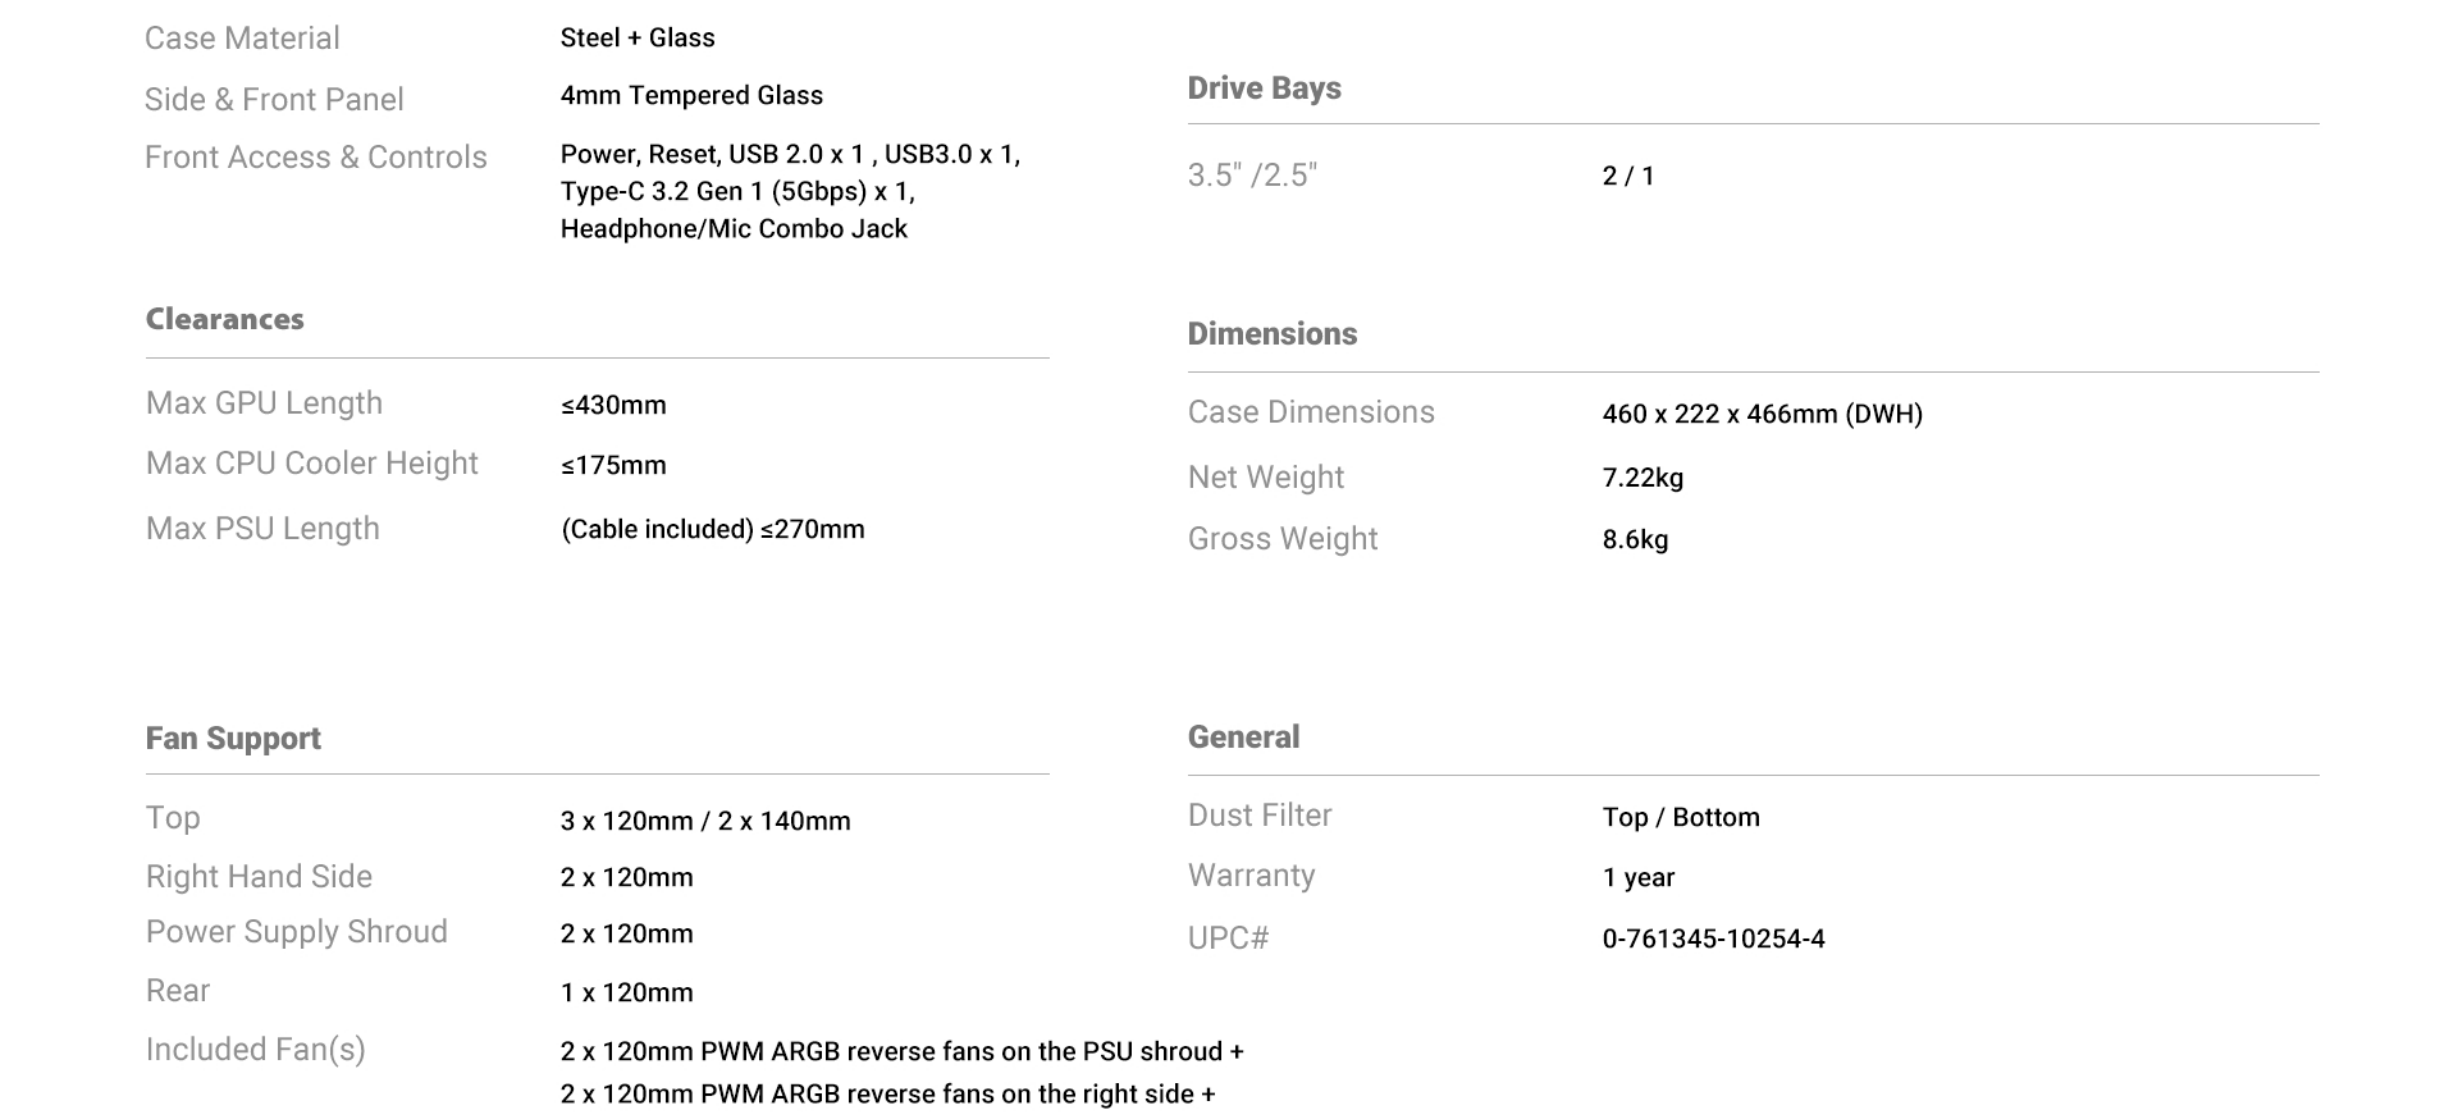 Case Material Steel + Glass
Side & Front Panel 4mm Tempered Glass
Front Access & Controls Power, Reset, USB 2.0 x 1 , USB3.0 x 1,
Type-C 3.2 Gen 1 (5Gbps) x 1,
Headphone/Mic Combo Jack
Clearances
Max GPU Length ≤430mm
Max CPU Cooler Height ≤175mm
Max PSU Length (Cable included) ≤270mm
Fan Support
Top 3 x 120mm / 2 x 140mm
Right Hand Side 2 x 120mm
Power Supply Shroud 2 x 120mm
Rear 1 x 120mm
Included Fan(s) 2 x 120mm PWM ARGB reverse fans on the PSU shroud +
2 x 120mm PWM ARGB reverse fans on the right side +
Drive Bays
3.5" /2.5" 2 / 1
Dimensions
Case Dimensions 460 x 222 x 466mm (DWH)
Net Weight 7.22kg
Gross Weight 8.6kg
General
Dust Filter Top / Bottom
Warranty 1 year
UPC# 0-761345-10254-4